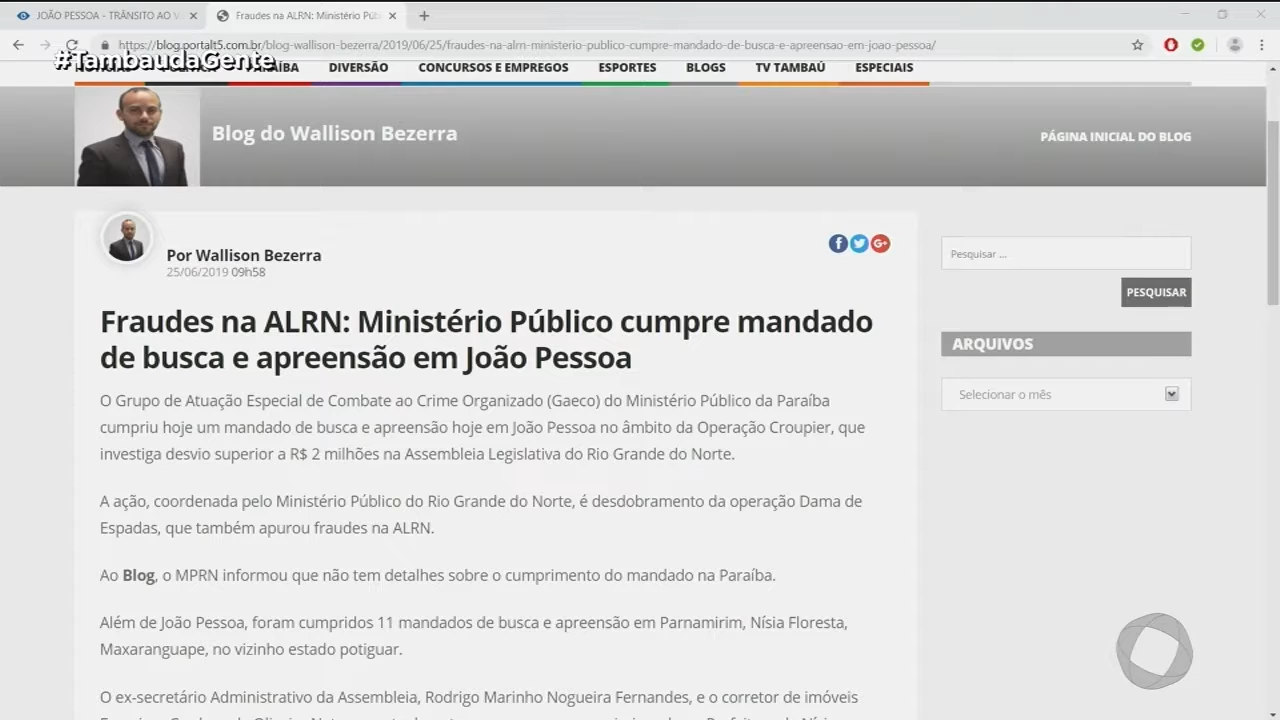 JOÃO PESSOA - TRÂNSITO AO V
Fraudes na ALRN: Ministério Púb
https://blog.portalt5.com.br/blog-wallison-bezerra/2019/06/25/fraudes-na-alrn-ministerio-publico-cumpre-mandado-de-busca-e-apreensao-em-joao-pessoa/
#TambaudaGente
DIVERSÃO CONCURSOS E EMPREGOS ESPORTES BLOGS TV TAMBAÚ ESPECIAIS
Blog do Wallison Bezerra
PÁGINA INICIAL DO BLOG
Por Wallison Bezerra
25/06/2019 09h58
Pesquisar ...
PESQUISAR
Fraudes na ALRN: Ministério Público cumpre mandado
de busca e apreensão em João Pessoa
ARQUIVOS
Selecionar o mês
O Grupo de Atuação Especial de Combate ao Crime Organizado (Gaeco) do Ministério Público da Paraíba
cumpriu hoje um mandado de busca e apreensão hoje em João Pessoa no âmbito da Operação Croupier, que
investiga desvio superior a R$ 2 milhões na Assembleia Legislativa do Rio Grande do Norte.
A ação, coordenada pelo Ministério Público do Rio Grande do Norte, é desdobramento da operação Dama de
Espadas, que também apurou fraudes na ALRN.
Ao Blog, o MPRN informou que não tem detalhes sobre o cumprimento do mandado na Paraíba.
Além de João Pessoa, foram cumpridos 11 mandados de busca e apreensão em Parnamirim, Nísia Floresta,
Maxaranguape, no vizinho estado potiguar.
O ex-secretário Administrativo da Assembleia, Rodrigo Marinho Nogueira Fernandes, e o corretor de imóveis